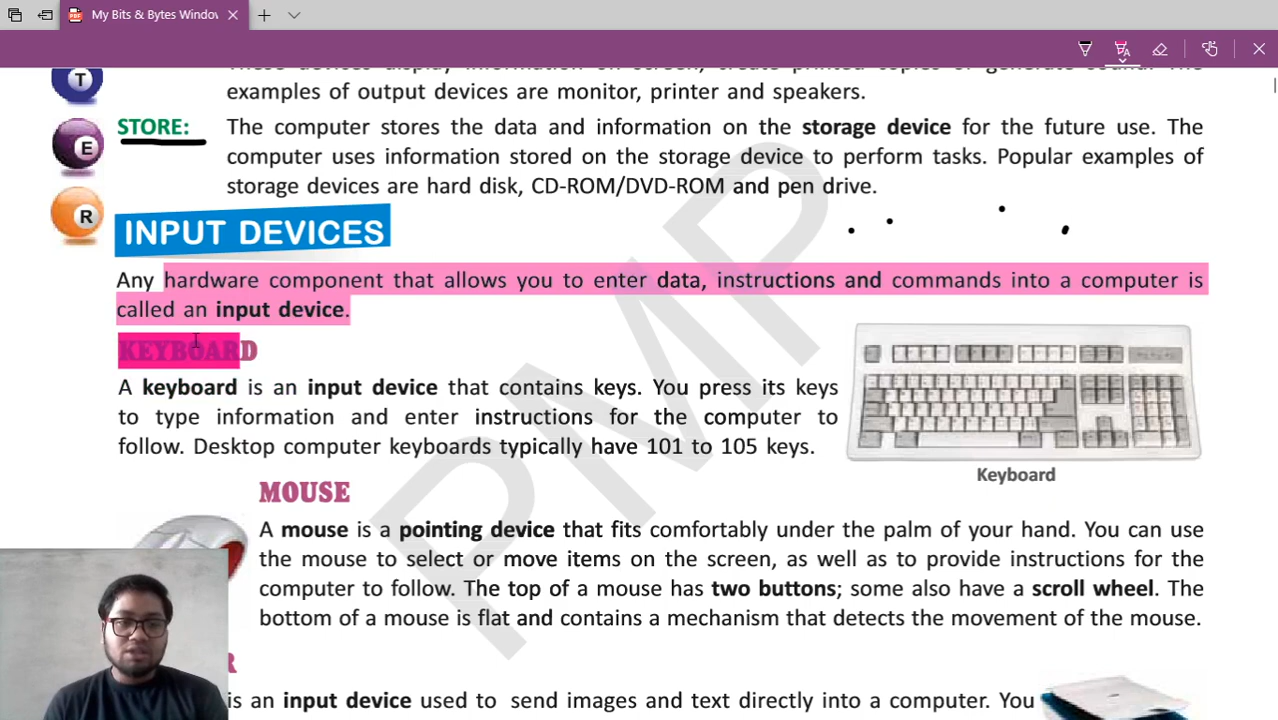 My Bits & Bytes Window
T
examples of output devices are monitor, printer and speakers.
E
STORE: The computer stores the data and information on the storage device for the future use. The
computer uses information stored on the storage device to perform tasks. Popular examples of
storage devices are hard disk, CD-ROM/DVD-ROM and pen drive.
R
INPUT DEVICES
Any hardware component that allows you to enter data, instructions and commands into a computer is
called an input device.
KEYBOARD
A keyboard is an input device that contains keys. You press its keys
to type information and enter instructions for the computer to
follow. Desktop computer keyboards typically have 101 to 105 keys.
Keyboard
MOUSE
A mouse is a pointing device that fits comfortably under the palm of your hand. You can use
the mouse to select or move items on the screen, as well as to provide instructions for the
computer to follow. The top of a mouse has two buttons; some also have a scroll wheel. The
bottom of a mouse is flat and contains a mechanism that detects the movement of the mouse.
R
is an input device used to send images and text directly into a computer. You
PMP